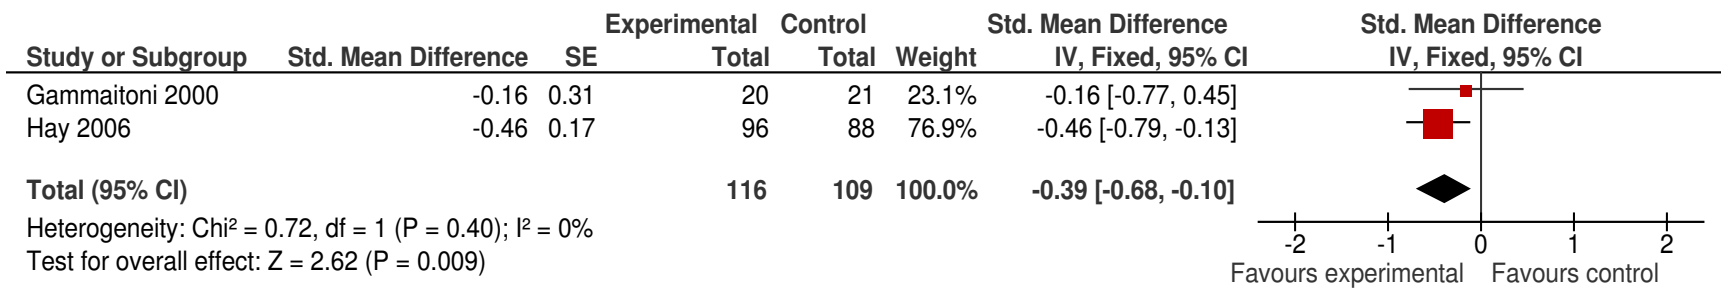 Experimental Control Std. Mean Difference Std. Mean Difference
Study or Subgroup Std. Mean Difference SE Total Total Weight IV, Fixed, 95% CI IV, Fixed, 95% CI
Gammaitoni 2000 -0.16 0.31 20 21 23.1% -0.16 [-0.77, 0.45]
Hay 2006 -0.46 0.17 96 88 76.9% -0.46 [-0.79, -0.13]
Total (95% CI) 116 109 100.0% -0.39 [-0.68, -0.10]
Heterogeneity: Chi² = 0.72, df = 1 (P = 0.40); I² = 0%
Test for overall effect: Z = 2.62 (P = 0.009)
-2 -1 0 1 2
Favours experimental Favours control